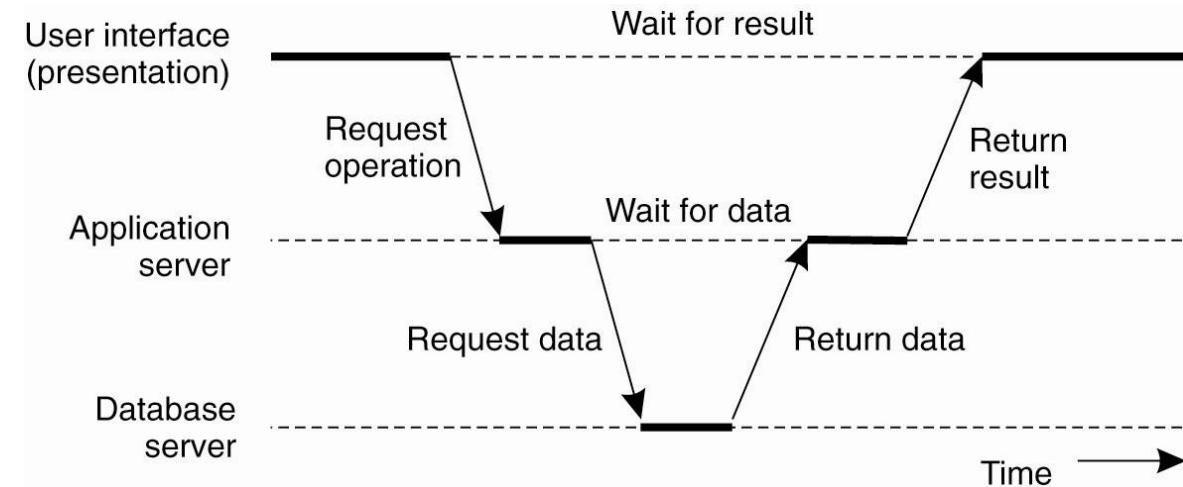 User interface
(presentation)
Wait for result
Request
operation
Return
result
Application
server
Wait for data
Request data
Return data
Database
server
Time